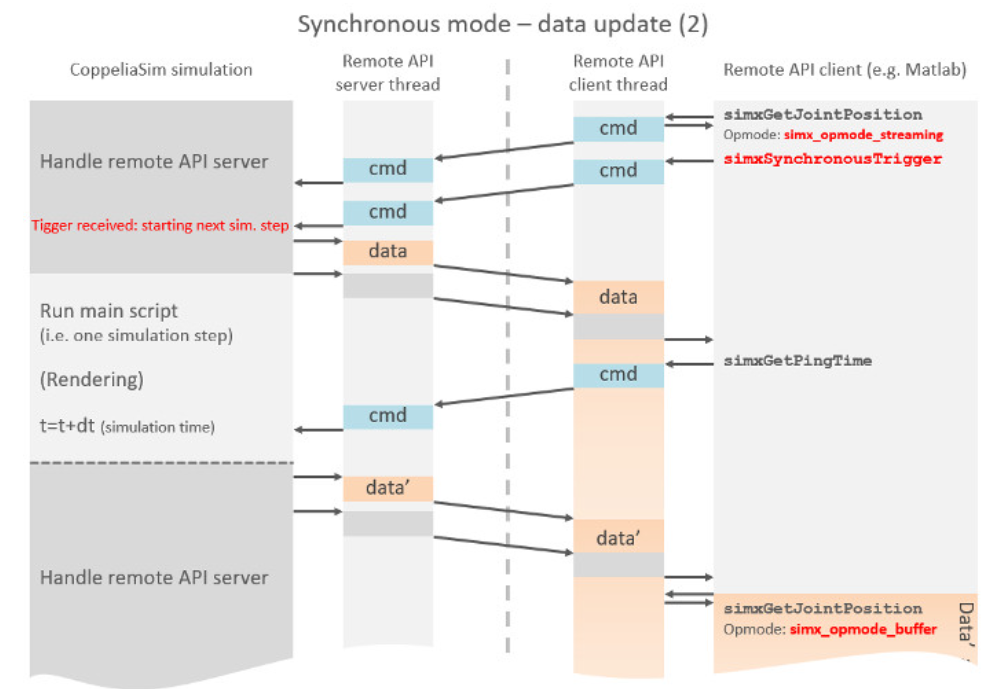 Synchronous mode – data update (2)
CoppeliaSim simulation
Remote API
server thread
Remote API
client thread
Remote API client (e.g. Matlab)
Handle remote API server
Tigger received: starting next sim. step
Run main script
(i.e. one simulation step)
(Rendering)
t=t+dt (simulation time)
Handle remote API server
cmd
cmd
data
cmd
data’
cmd
cmd
data
cmd
data’
simxGetJointPosition
Opmode: simx_opmode_streaming
simxSynchronousTrigger
simxGetPingTime
simxGetJointPosition
Opmode: simx_opmode_buffer
Data’